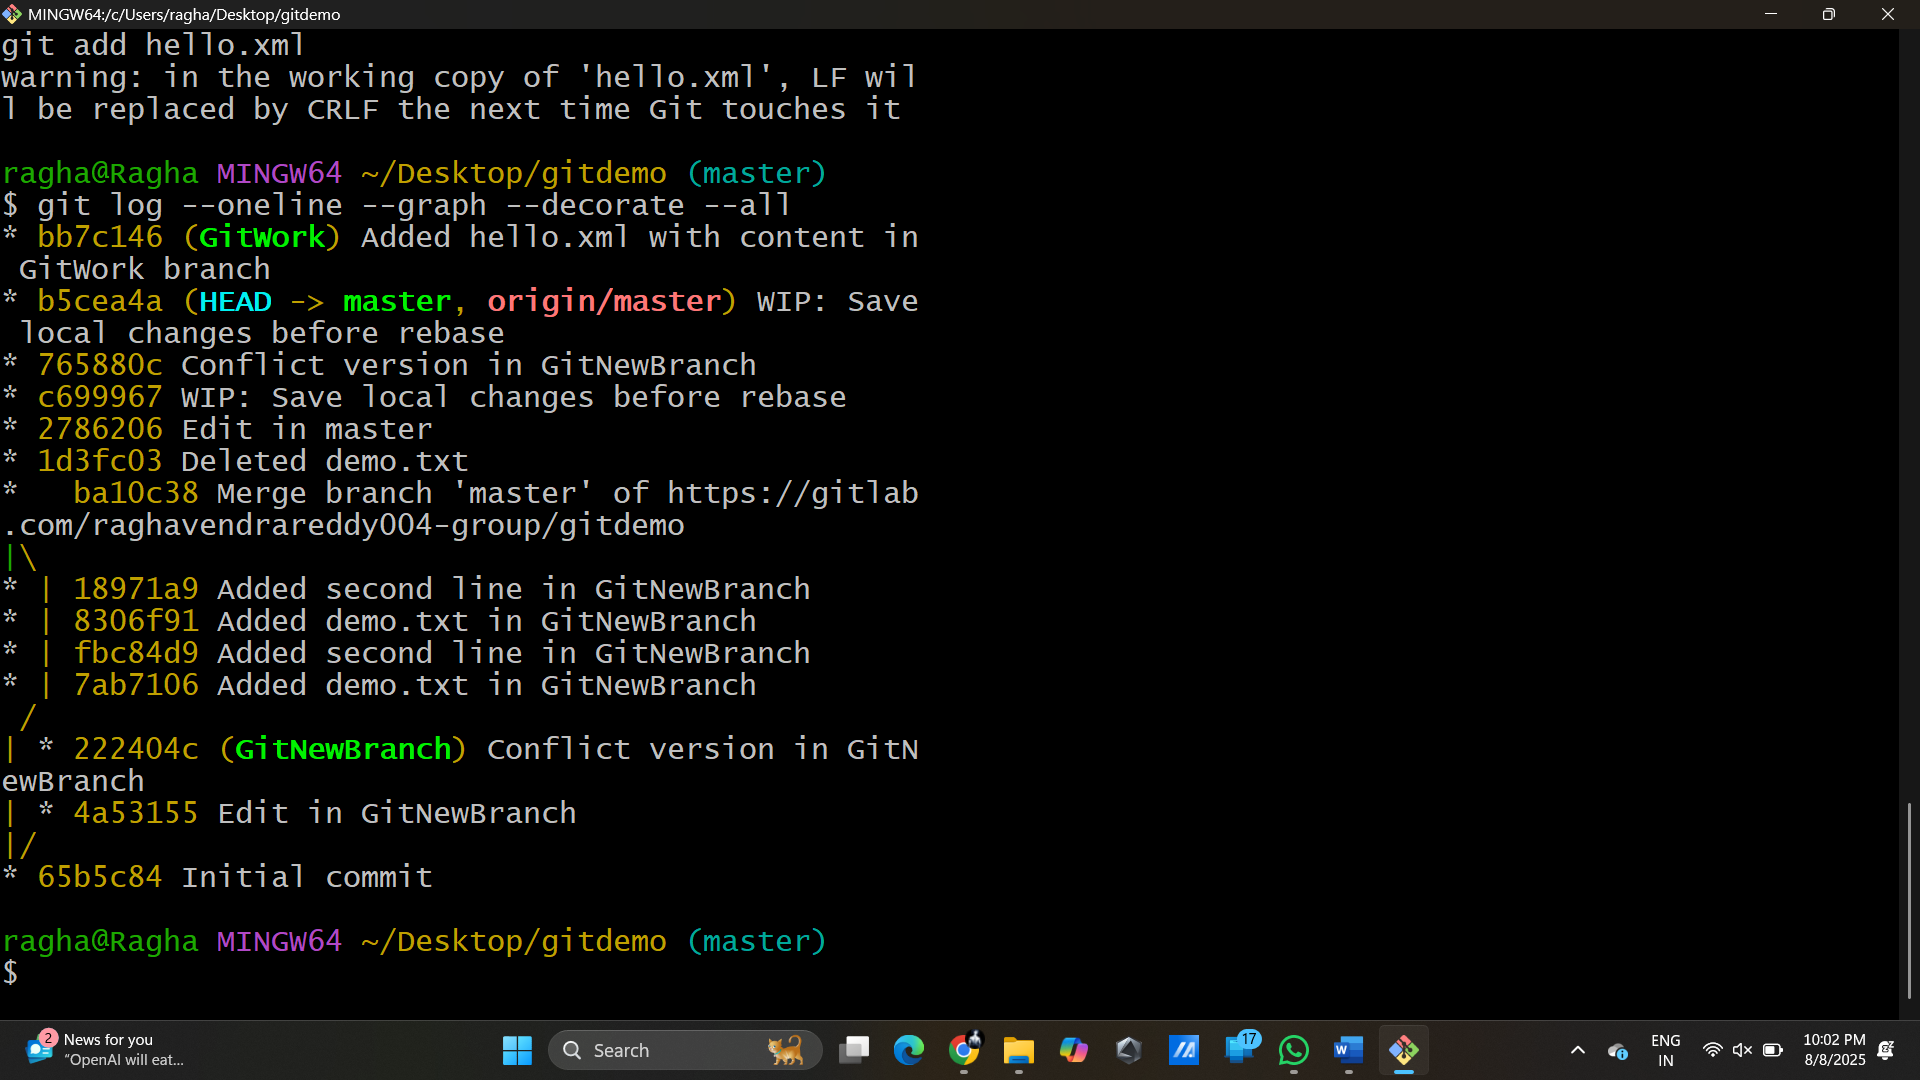 MINGW64:/c/Users/ragha/Desktop/gitdemo
git add hello.xml
warning: in the working copy of 'hello.xml', LF wil
l be replaced by CRLF the next time Git touches it
ragha@Ragha MINGW64 ~/Desktop/gitdemo (master)
$ git log --oneline --graph --decorate --all
* bb7c146 (GitWork) Added hello.xml with content in
 GitWork branch
* b5cea4a (HEAD -> master, origin/master) WIP: Save
 local changes before rebase
* 765880c Conflict version in GitNewBranch
* c699967 WIP: Save local changes before rebase
* 2786206 Edit in master
* 1d3fc03 Deleted demo.txt
*   ba10c38 Merge branch 'master' of https://gitlab
.com/raghavendrareddy004-group/gitdemo
|\
* | 18971a9 Added second line in GitNewBranch
* | 8306f91 Added demo.txt in GitNewBranch
* | fbc84d9 Added second line in GitNewBranch
* | 7ab7106 Added demo.txt in GitNewBranch
 /
| * 222404c (GitNewBranch) Conflict version in GitN
ewBranch
| * 4a53155 Edit in GitNewBranch
|/
* 65b5c84 Initial commit
ragha@Ragha MINGW64 ~/Desktop/gitdemo (master)
$
2
News for you
“OpenAI will eat...
Search
17
W
ENG
IN
10:02 PM
8/8/2025